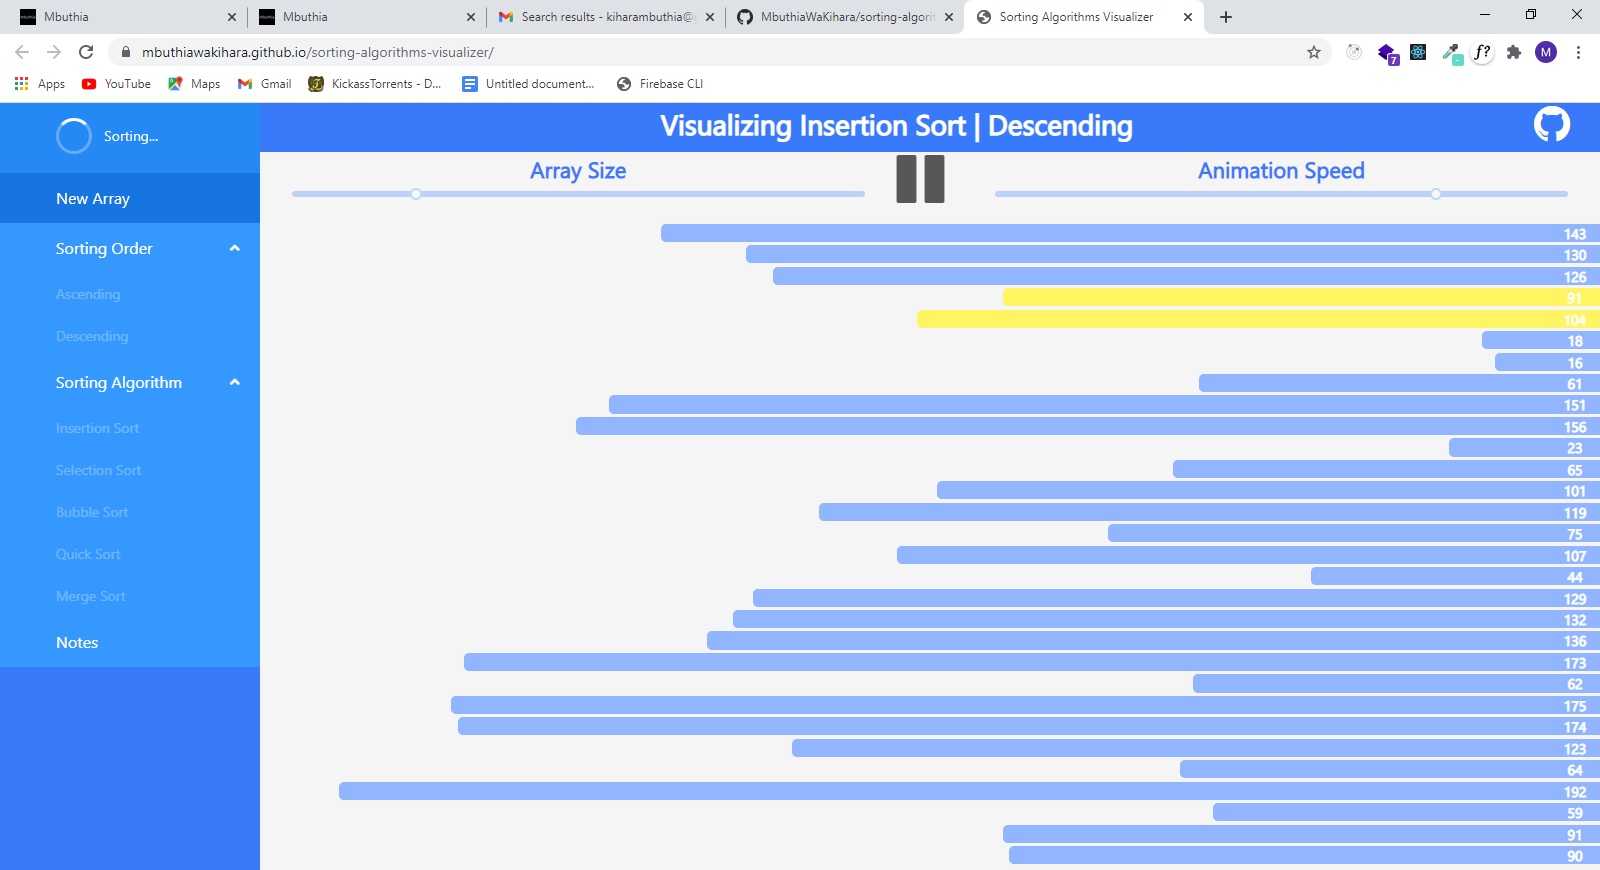 Mbuthia
Mbuthia
Search results - kiharambuthia@
MbuthiaWaKihara/sorting-algorit
Sorting Algorithms Visualizer
mbuthiawakihara.github.io/sorting-algorithms-visualizer/
7
-
f?
M
Apps
YouTube
Maps
Gmail
KickassTorrents - D...
Untitled document...
Firebase CLI
Sorting...
New Array
Sorting Order
Ascending
Descending
Sorting Algorithm
Insertion Sort
Selection Sort
Bubble Sort
Quick Sort
Merge Sort
Notes
Visualizing Insertion Sort | Descending
Array Size
Animation Speed
143
130
126
91
104
18
16
61
151
156
23
65
101
119
75
107
44
129
132
136
173
62
175
174
123
64
192
59
91
90